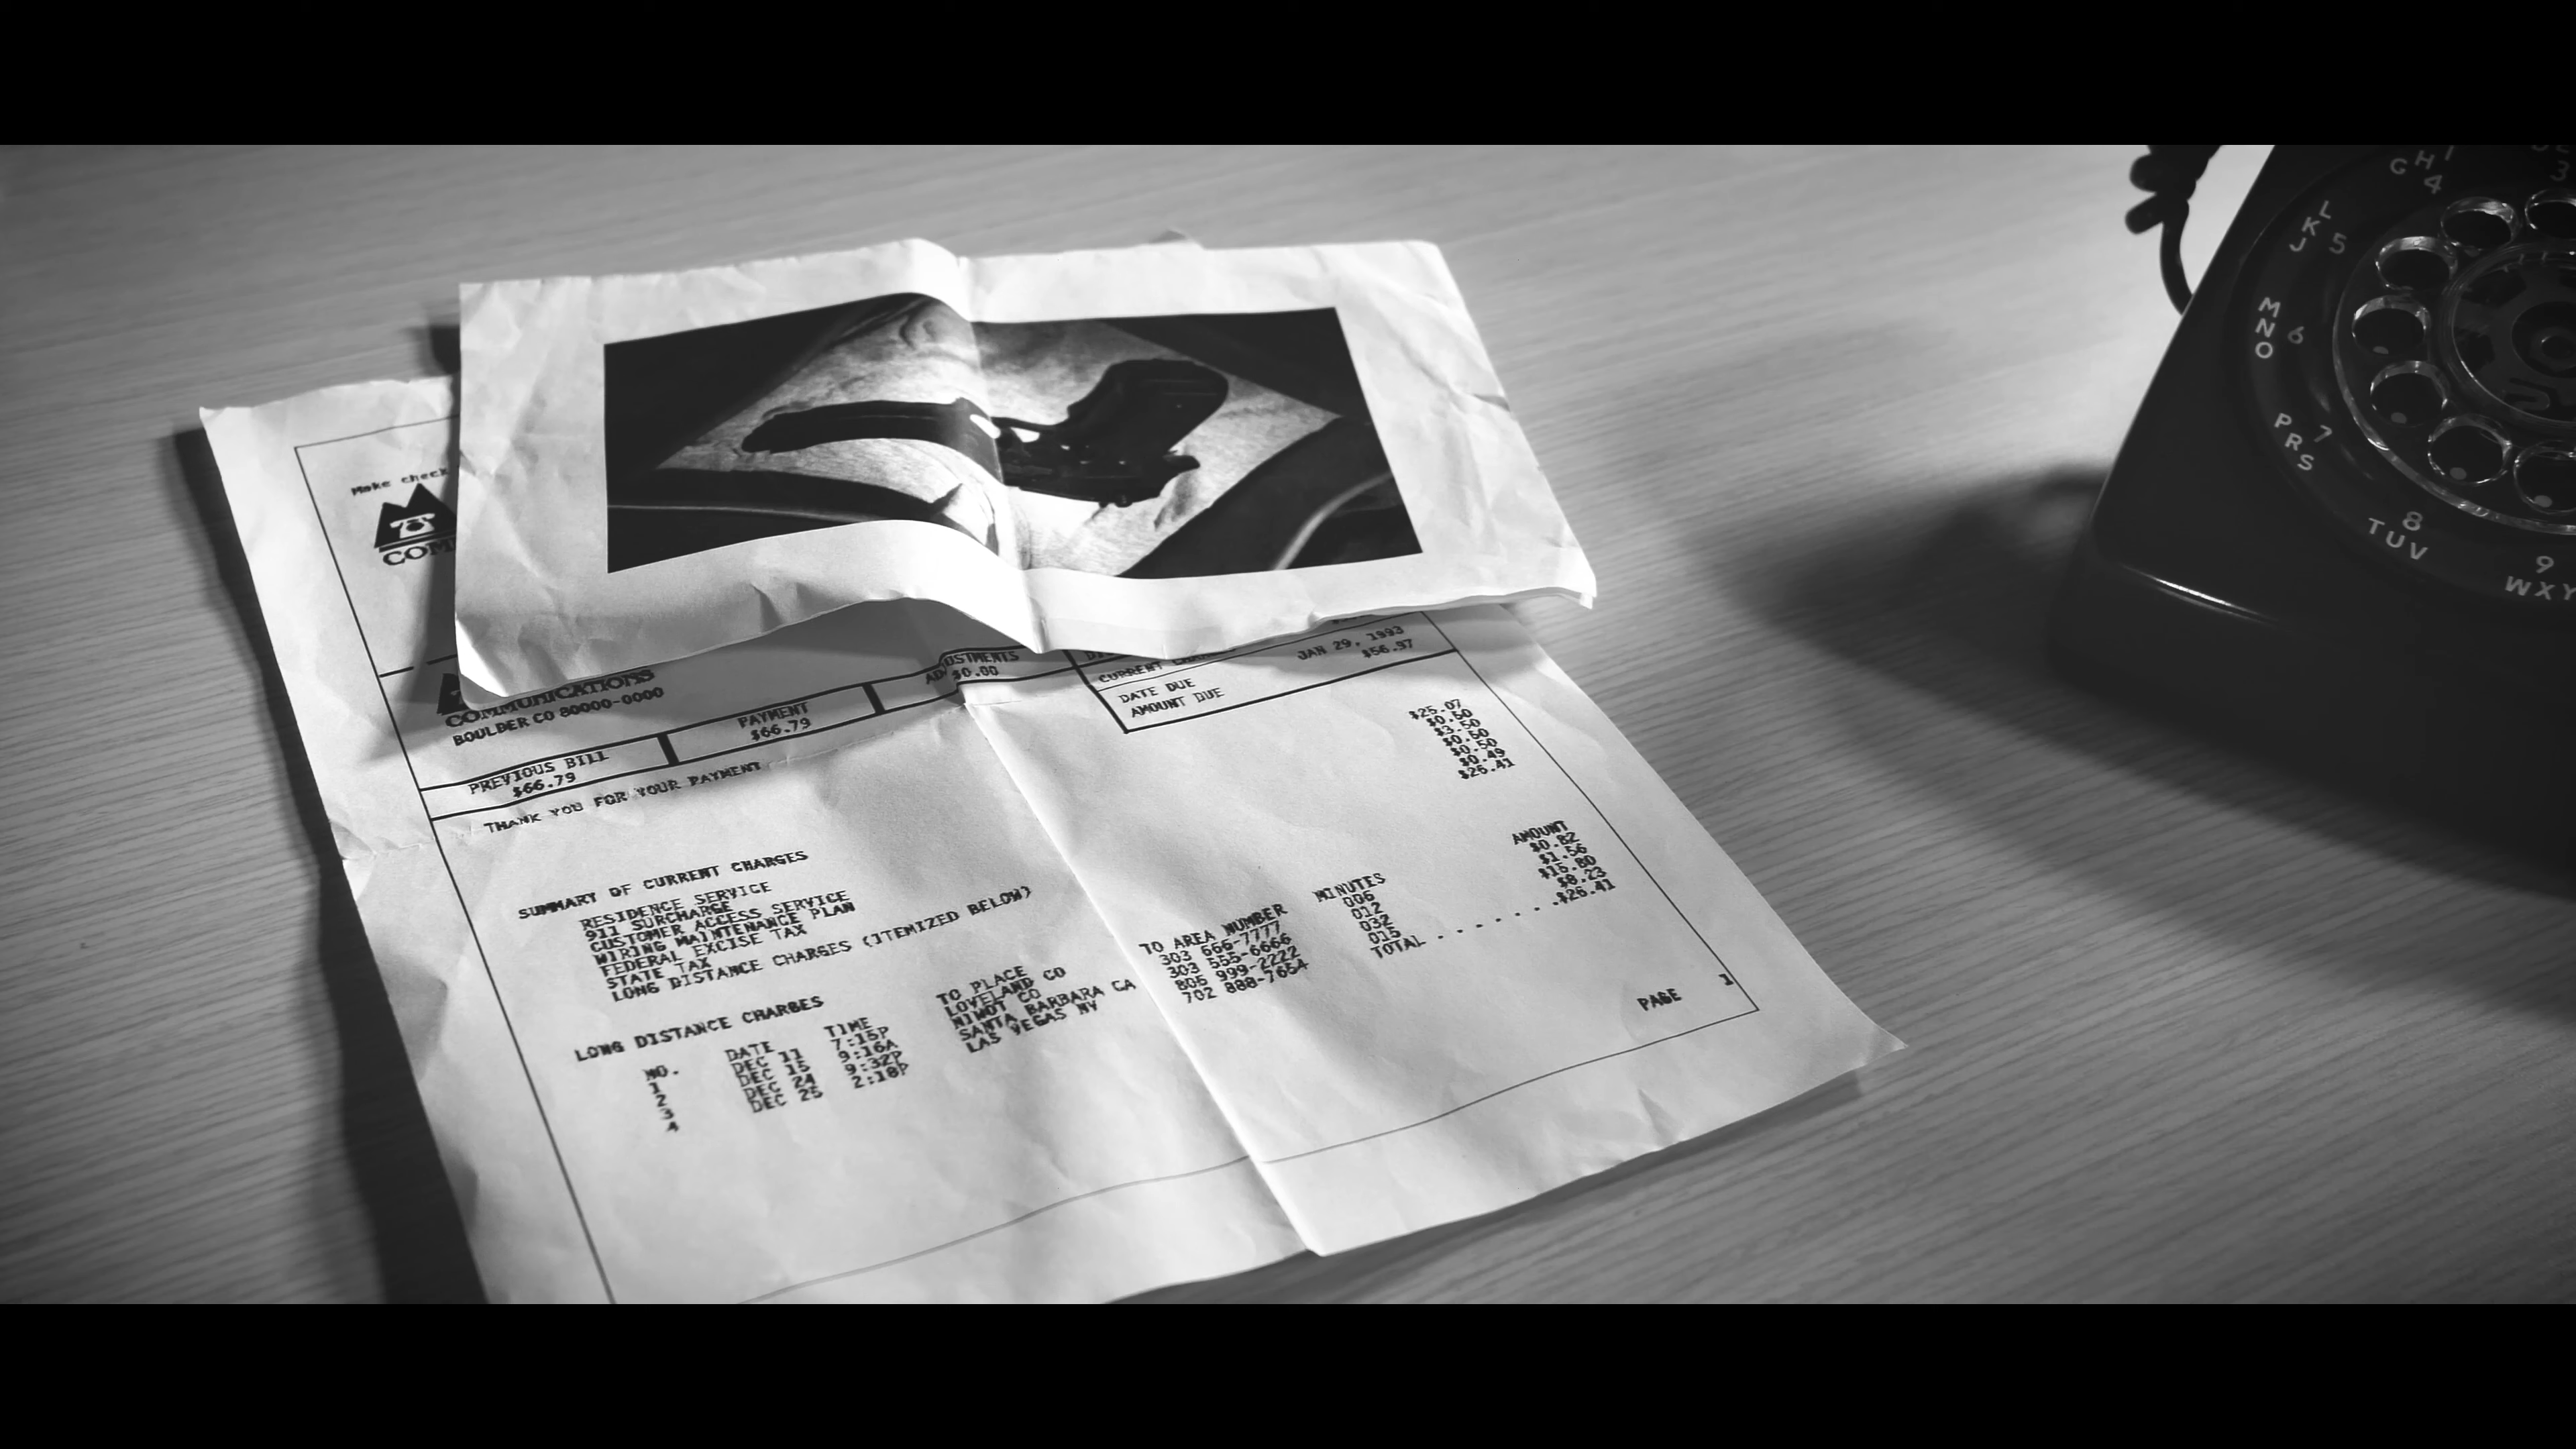 Make check
COM
COMMUNICATIONS
BOULDER CO 80000-0000
PREVIOUS BILL
$66.79
PAYMENT
$66.79
$0.00
CURRENT
DATE DUE JAN 29, 1993
AMOUNT DUE $56.97
THANK YOU FOR YOUR PAYMENT
SUMMARY OF CURRENT CHARGES
RESIDENCE SERVICE $25.07
911 SURCHARGE $0.50
CUSTOMER ACCESS SERVICE $3.50
WIRING MAINTENANCE PLAN $0.50
FEDERAL EXCISE TAX $0.50
STATE TAX $0.49
LONG DISTANCE CHARGES (ITEMIZED BELOW) $26.41
LONG DISTANCE CHARGES
NO. DATE TIME TO PLACE TO AREA NUMBER MINUTES AMOUNT
1 DEC 11 7:15P LOVELAND CO 303 666-7777 006 $0.82
2 DEC 15 9:16A NIWOT CO 303 555-6666 012 $1.56
3 DEC 24 9:32P SANTA BARBARA CA 805 999-2222 032 $15.80
4 DEC 25 2:18P LAS VEGAS NV 702 888-7654 015 $8.23
TOTAL . . . . . . . $26.41
PAGE 1
GHI
4
3
JKL
5
MNO
6
PRS
7
TUV
8
WXY
9